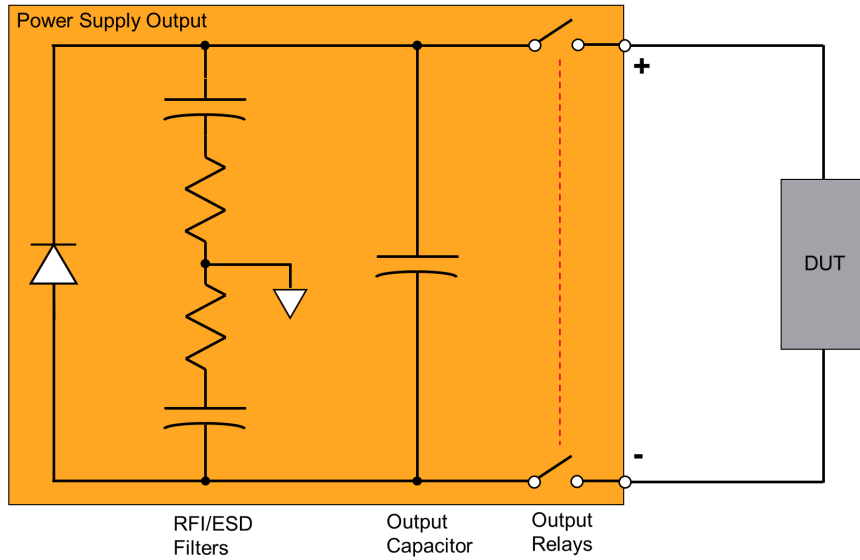 Power Supply Output
+
DUT
-
RFI/ESD
Filters
Output
Capacitor
Output
Relays